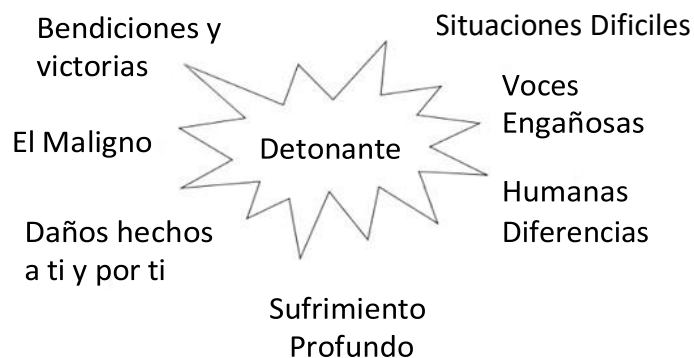 Bendiciones y
victorias
Situaciones Dificiles
Voces
Engañosas
El Maligno
Detonante
Humanas
Diferencias
Daños hechos
a ti y por ti
Sufrimiento
Profundo